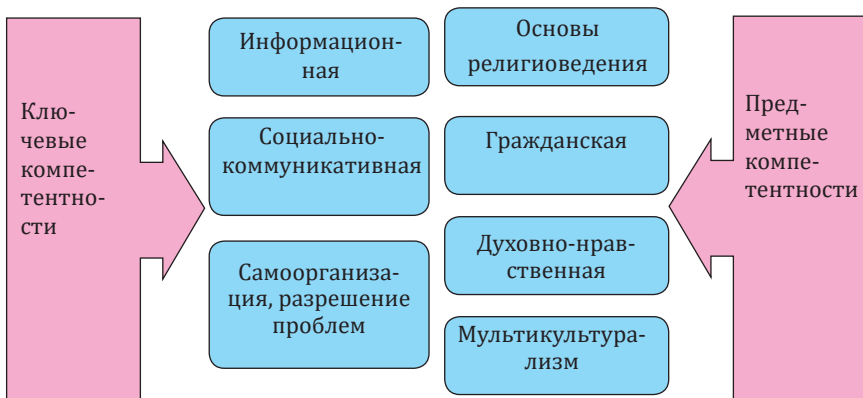 Клю-
чевые
компе-
тентно-
сти
Информацион-
ная
Социально-
коммуникативная
Самоорганиза-
ция, разрешение
проблем
Основы
религиоведения
Гражданская
Духовно-нрав-
ственная
Мультикультура-
лизм
Пред-
метные
компе-
тентности